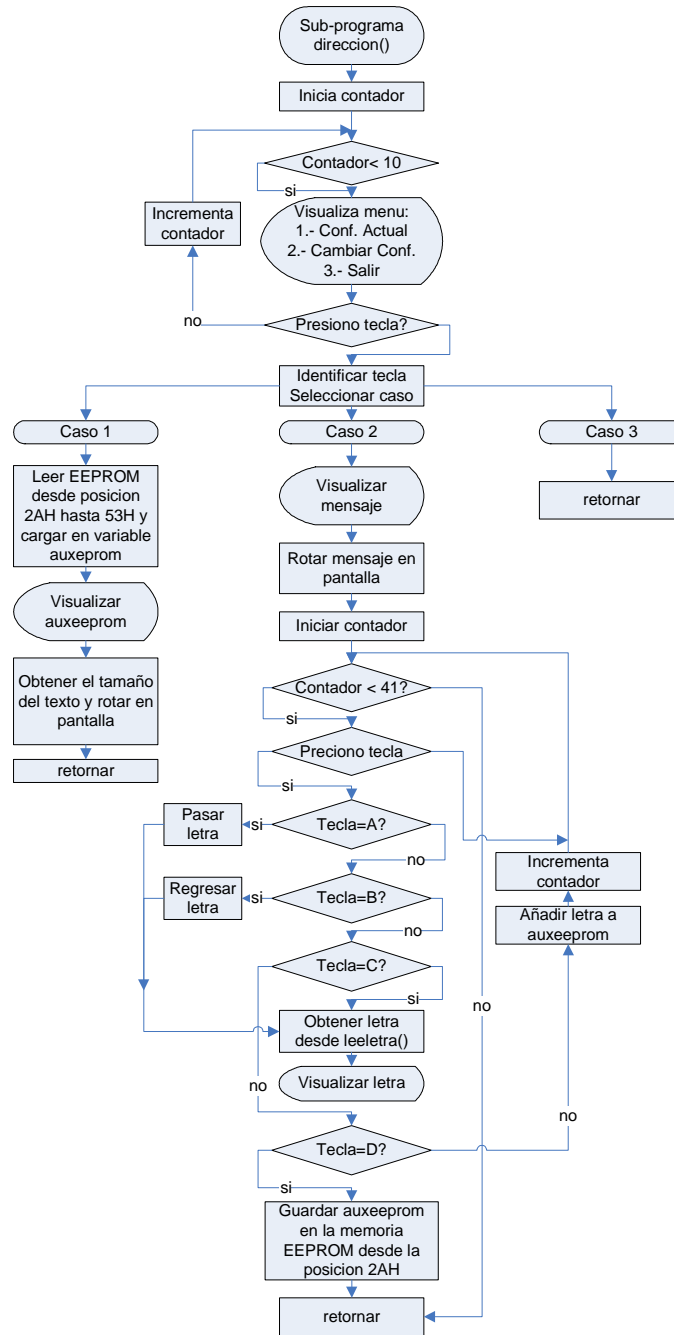 Sub-programa
direccion()
Inicia contador
Contador< 10
si
Incrementa
contador
Visualiza menu:
1.- Conf. Actual
2.- Cambiar Conf.
3.- Salir
no
Presiono tecla?
Identificar tecla
Seleccionar caso
Caso 1
Caso 2
Caso 3
Leer EEPROM
desde posicion
2AH hasta 53H y
cargar en variable
auxeprom
Visualizar
mensaje
retornar
Visualizar
auxeeprom
Rotar mensaje en
pantalla
Iniciar contador
Obtener el tamaño
del texto y rotar en
pantalla
retornar
Contador < 41?
si
Preciono tecla
si
Pasar
letra
si
Tecla=A?
no
Incrementa
contador
Regresar
letra
si
Tecla=B?
no
Añadir letra a
auxeeprom
Tecla=C?
si
no
Obtener letra
desde leeletra()
Visualizar letra
no
no
Tecla=D?
si
Guardar auxeeprom
en la memoria
EEPROM desde la
posicion 2AH
retornar